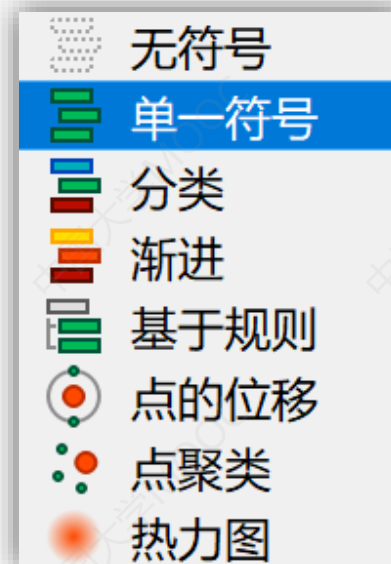 无符号
单一符号
分类
渐进
基于规则
点的位移
点聚类
热力图